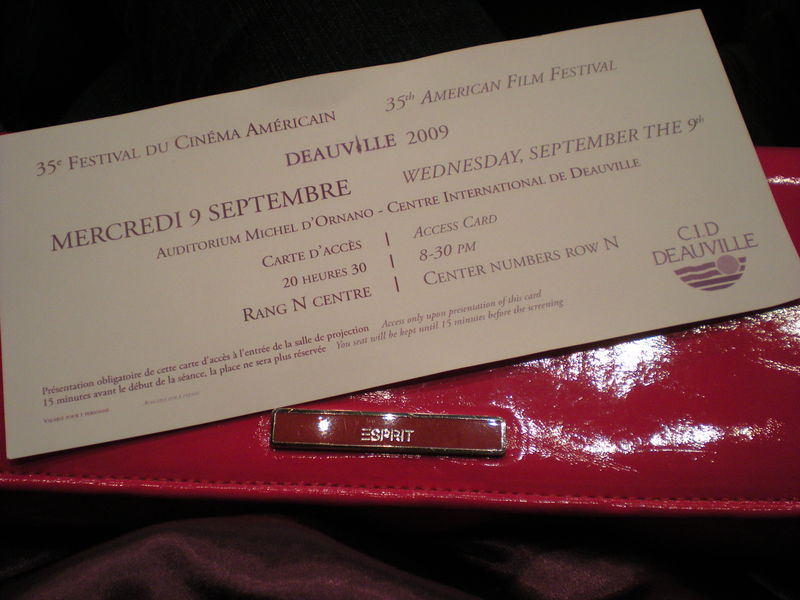 35e FESTIVAL DU CINÉMA AMÉRICAIN
35th AMERICAN FILM FESTIVAL
DEAUVILLE 2009
MERCREDI 9 SEPTEMBRE
WEDNESDAY, SEPTEMBER THE 9th
AUDITORIUM MICHEL D'ORNANO - CENTRE INTERNATIONAL DE DEAUVILLE
CARTE D'ACCÈS | ACCESS CARD
20 HEURES 30 | 8-30 PM
RANG N CENTRE | CENTER NUMBERS ROW N
C.I.D
DEAUVILLE
Présentation obligatoire de cette carte d'accès à l'entrée de la salle de projection Access only upon presentation of this card
15 minutes avant le début de la séance, la place ne sera plus réservée You seat will be kept until 15 minutes before the screening
VALABLE POUR 1 PERSONNE
ESPRIT